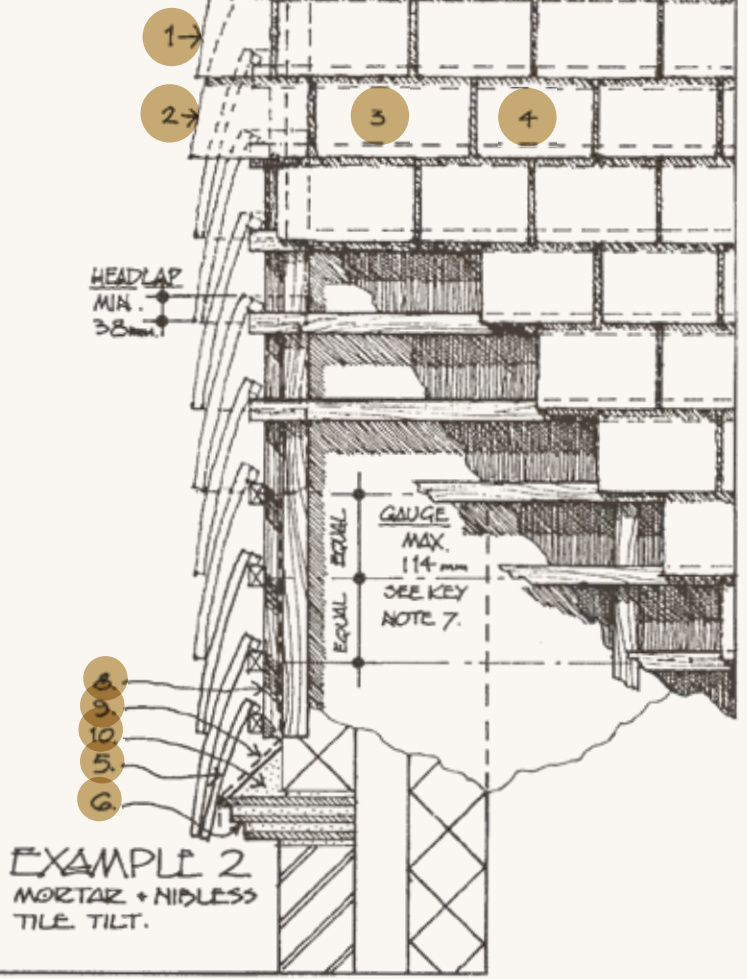 1
2
3
4
HEADLAP
MIN.
38mm.
EQUAL
EQUAL
GAUGE
MAX.
114mm
SEE KEY
NOTE 7.
8.
9.
10.
5.
6.
EXAMPLE 2
MORTAR + NIBLESS
TILE TILT.